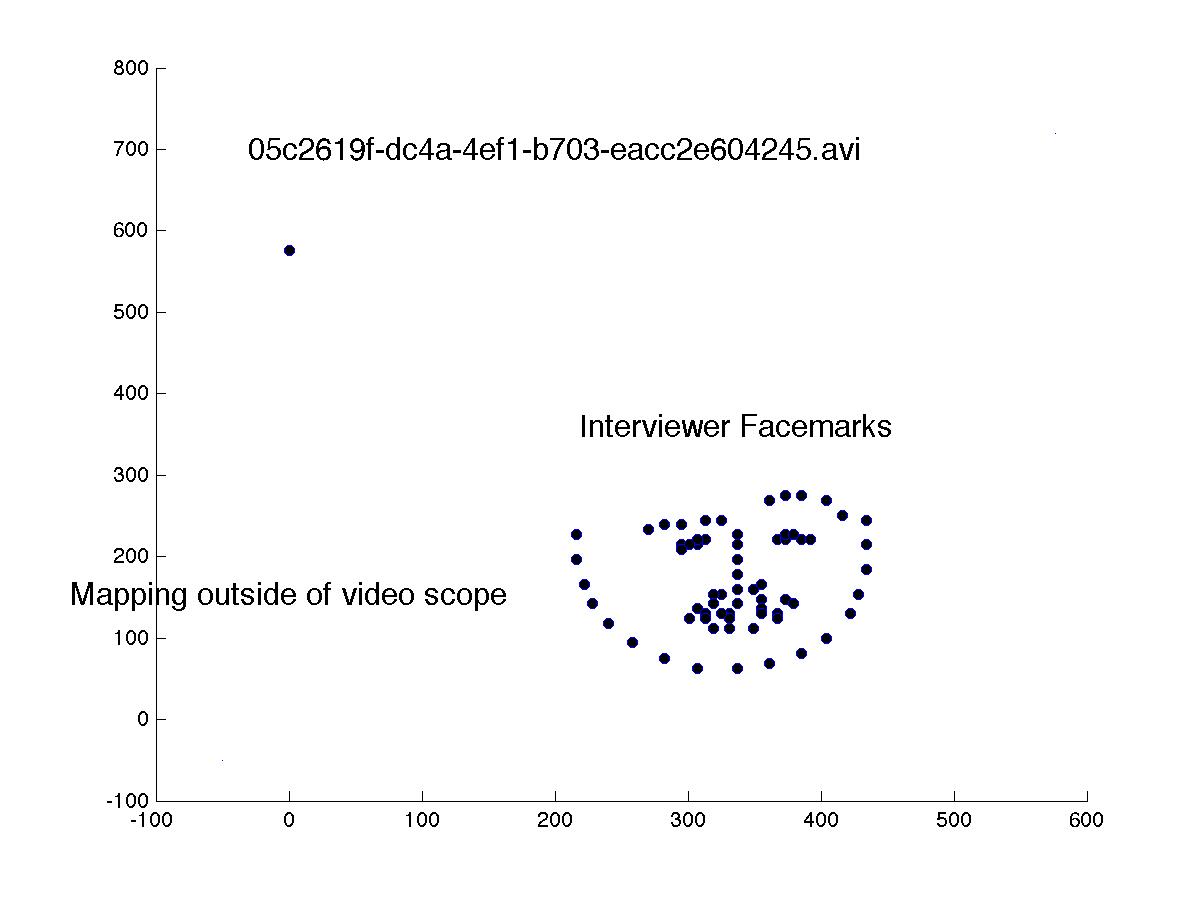 800
700
05c2619f-dc4a-4ef1-b703-eacc2e604245.avi
600
500
400
Interviewer Facemarks
300
200
Mapping outside of video scope
100
0
-100
-100 0 100 200 300 400 500 600